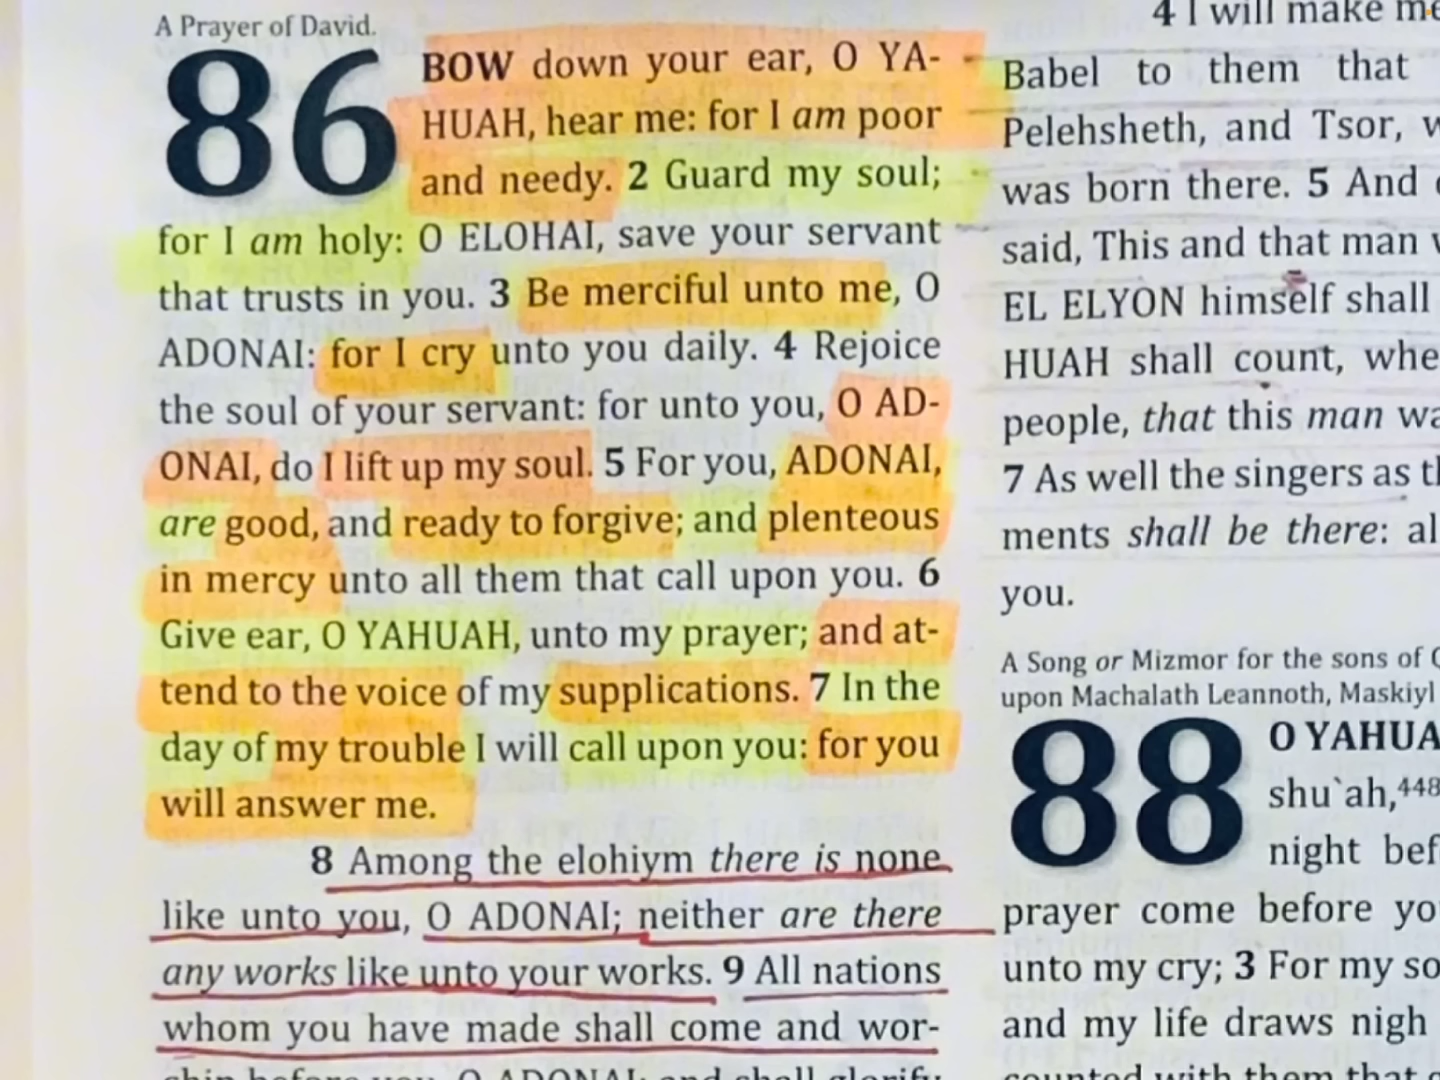 A Prayer of David.
86 BOW down your ear, O YA-
HUAH, hear me: for I am poor
and needy. 2 Guard my soul;
for I am holy: O ELOHAI, save your servant
that trusts in you. 3 Be merciful unto me, O
ADONAI: for I cry unto you daily. 4 Rejoice
the soul of your servant: for unto you, O AD-
ONAI, do I lift up my soul. 5 For you, ADONAI,
are good, and ready to forgive; and plenteous
in mercy unto all them that call upon you. 6
Give ear, O YAHUAH, unto my prayer; and at-
tend to the voice of my supplications. 7 In the
day of my trouble I will call upon you: for you
will answer me.
8 Among the elohiym there is none
like unto you, O ADONAI; neither are there
any works like unto your works. 9 All nations
whom you have made shall come and wor-
ship before you, O ADONAI; and shall glorify
4 I will make me
Babel to them that
Pelehsheth, and Tsor,
was born there. 5 And
said, This and that man
EL ELYON himself shall
HUAH shall count, whe
people, that this man wa
7 As well the singers as
ments shall be there: al
you.
A Song or Mizmor for the sons of
upon Machalath Leannoth, Maskiyl
88 O YAHUA
shu`ah,448
night bef
prayer come before yo
unto my cry; 3 For my so
and my life draws nigh
counted with them that